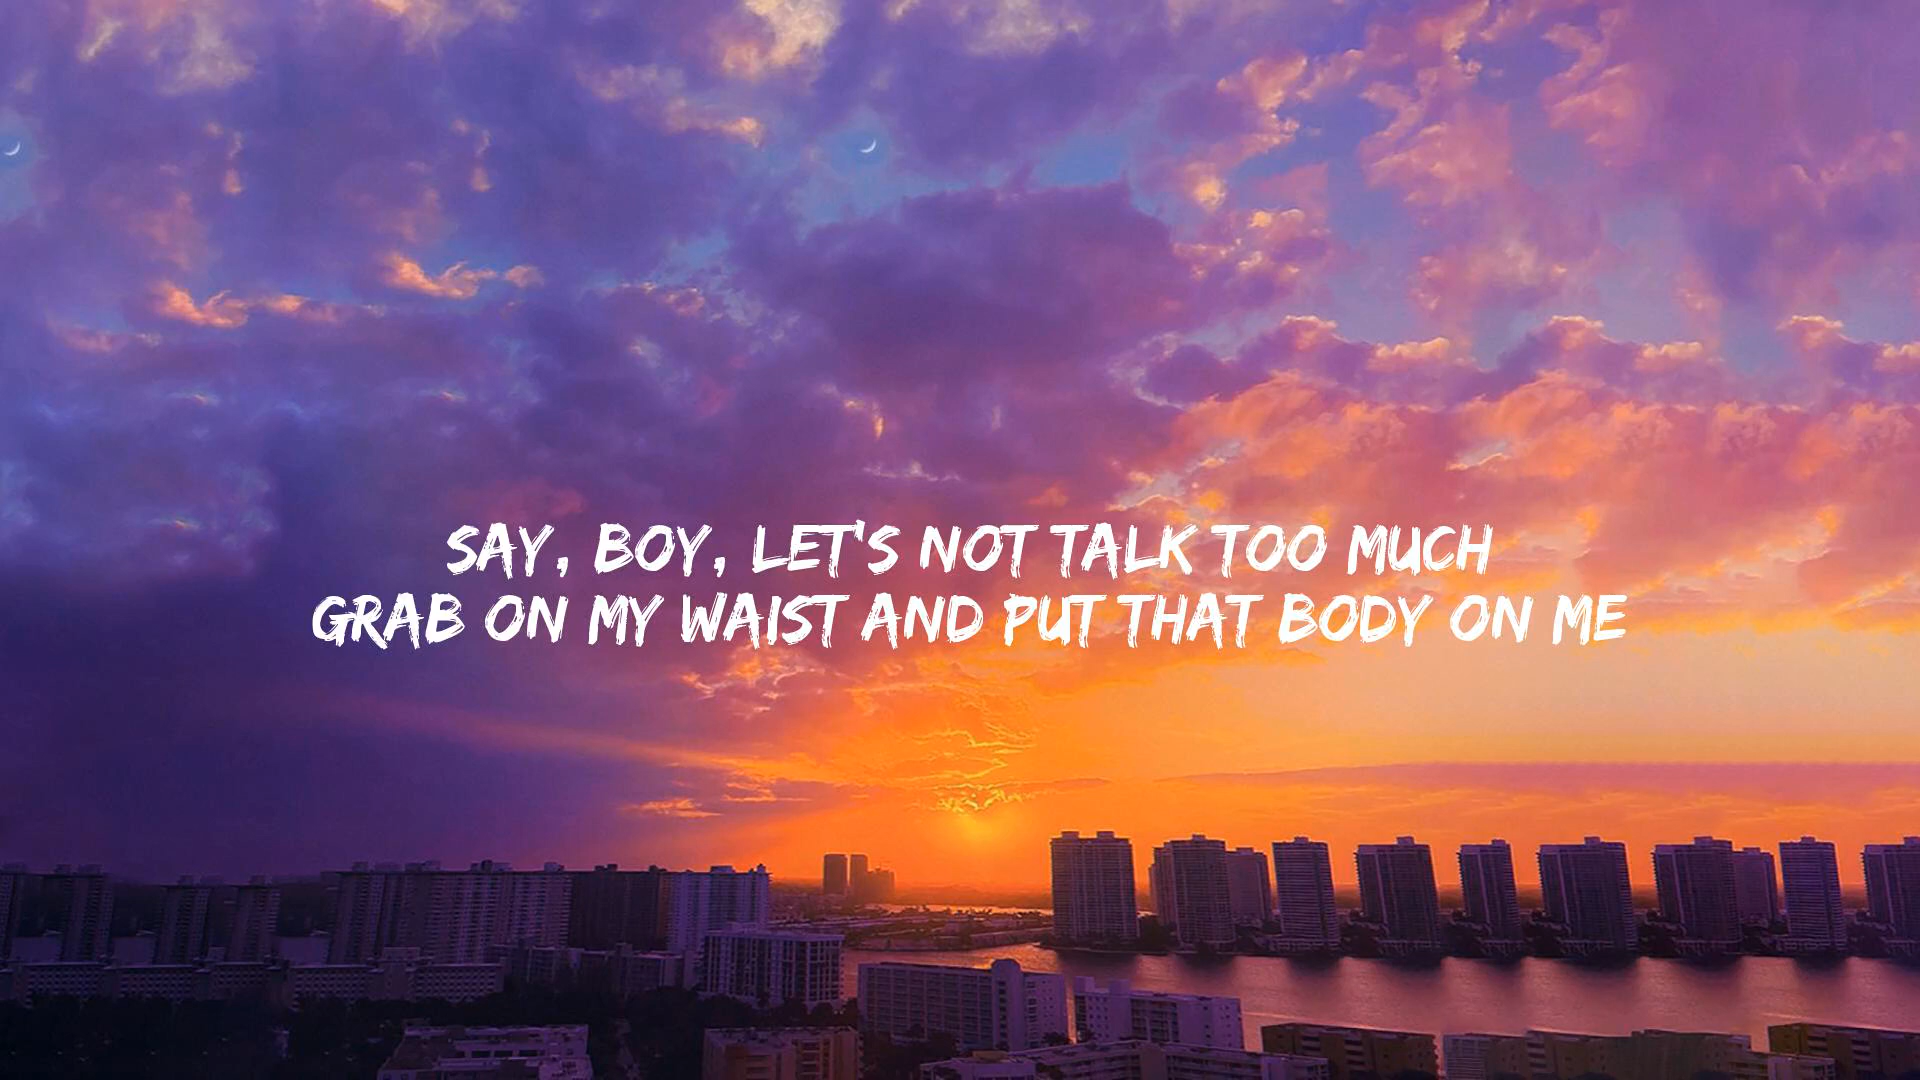 SAY, BOY, LET'S NOT TALK TOO MUCH
GRAB ON MY WAIST AND PUT THAT BODY ON ME